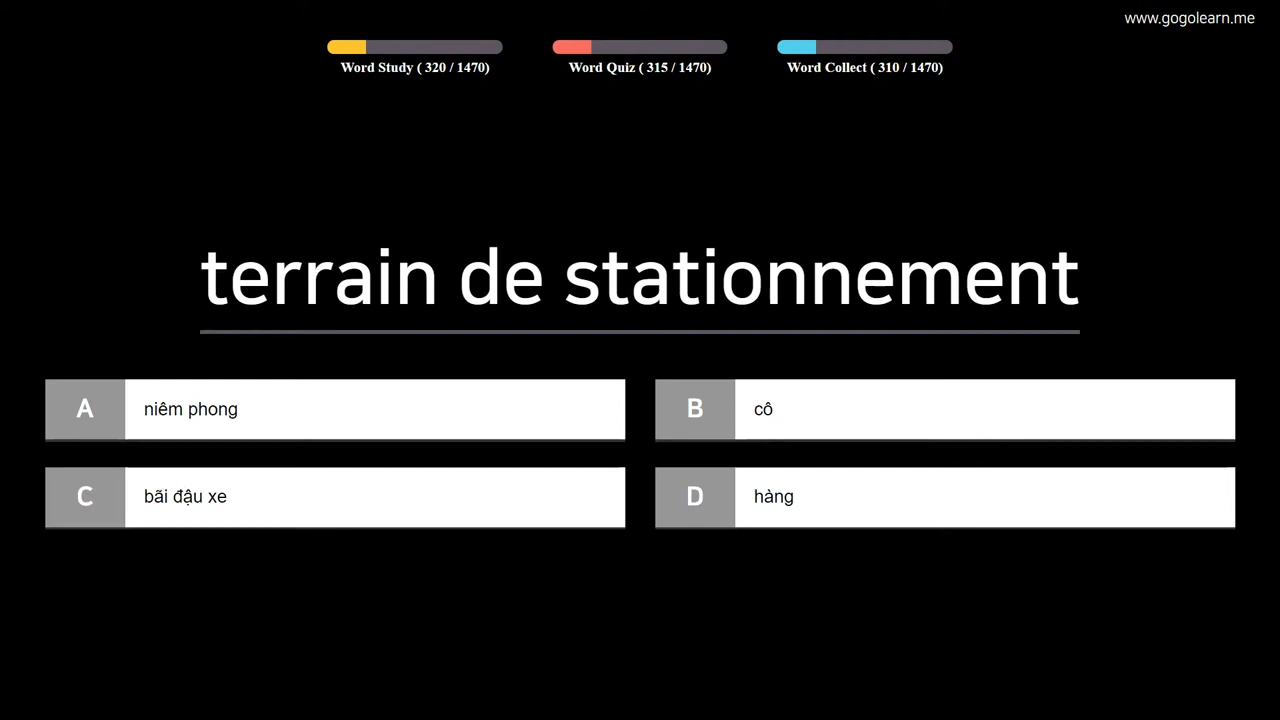 www.gogolearn.me
Word Study ( 320 / 1470)
Word Quiz ( 315 / 1470)
Word Collect ( 310 / 1470)
terrain de stationnement
A niêm phong
B cô
C bãi đậu xe
D hàng